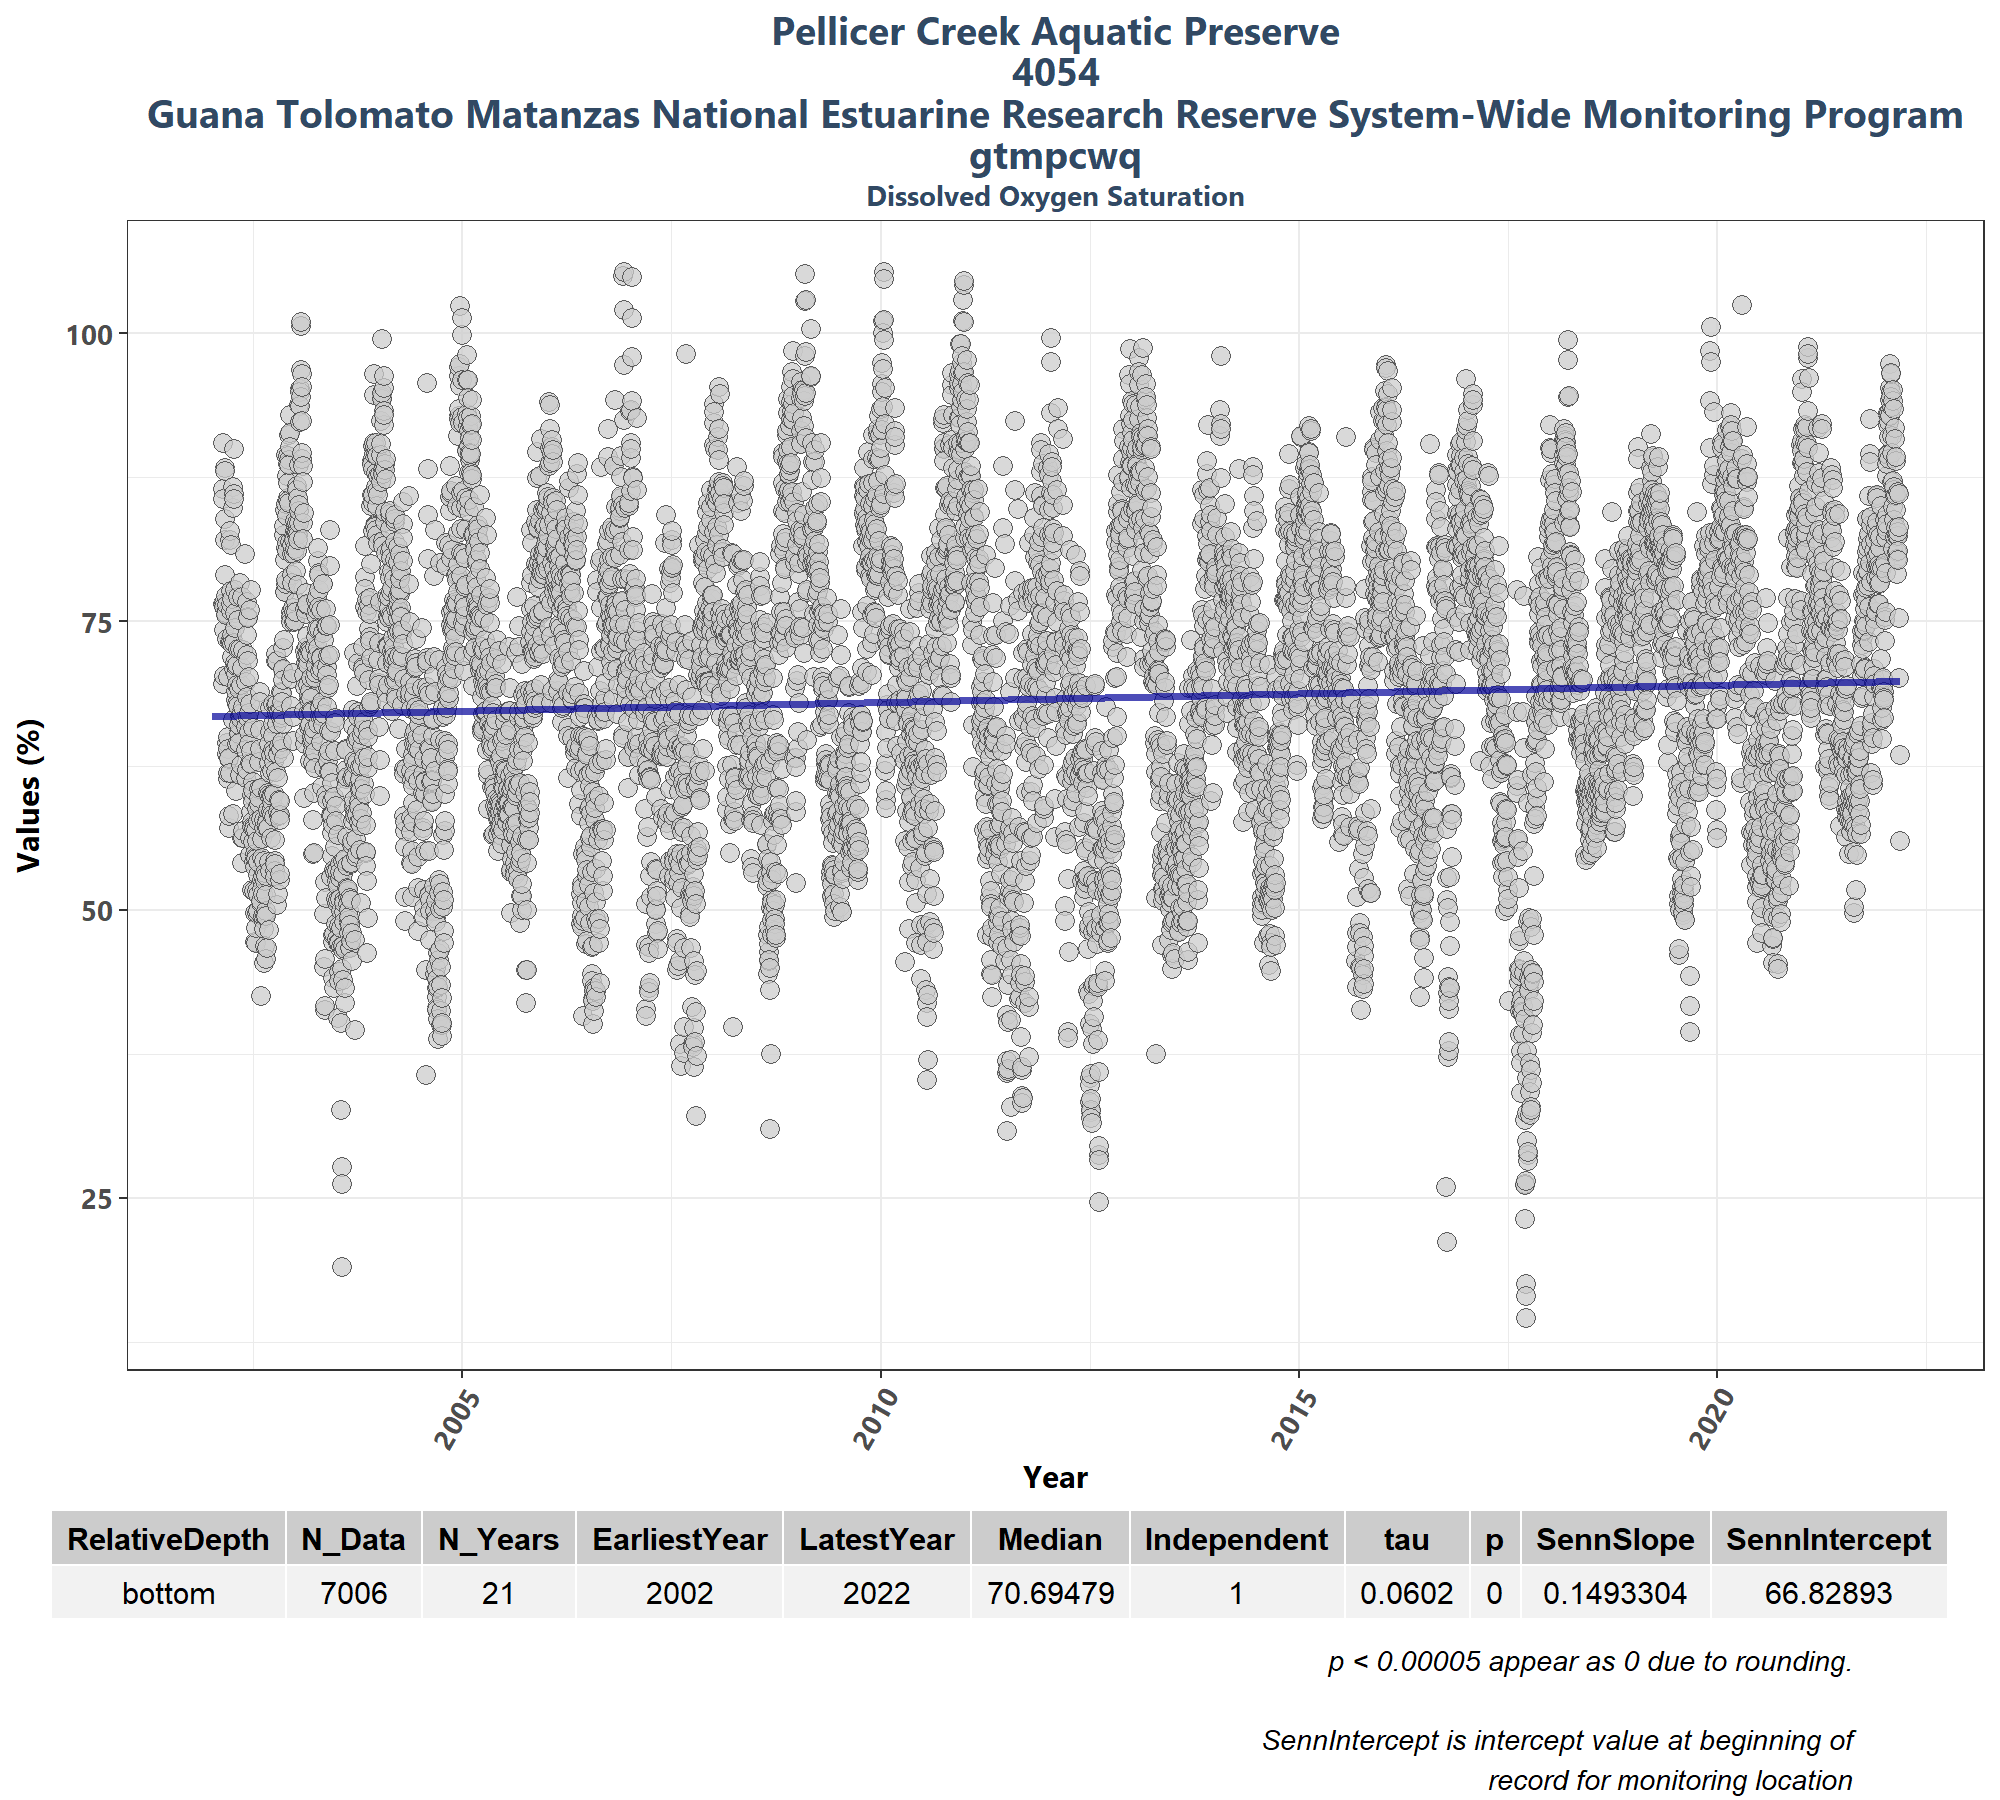 Pellicer Creek Aquatic Preserve
4054
Guana Tolomato Matanzas National Estuarine Research Reserve System-Wide Monitoring Program
gtmpcwq
Dissolved Oxygen Saturation
Values (%)
100
75
50
25
2005 2010 2015 2020
Year
RelativeDepth N_Data N_Years EarliestYear LatestYear Median Independent tau p SennSlope SennIntercept
bottom 7006 21 2002 2022 70.69479 1 0.0602 0 0.1493304 66.82893
p < 0.00005 appear as 0 due to rounding.
SennIntercept is intercept value at beginning of
record for monitoring location